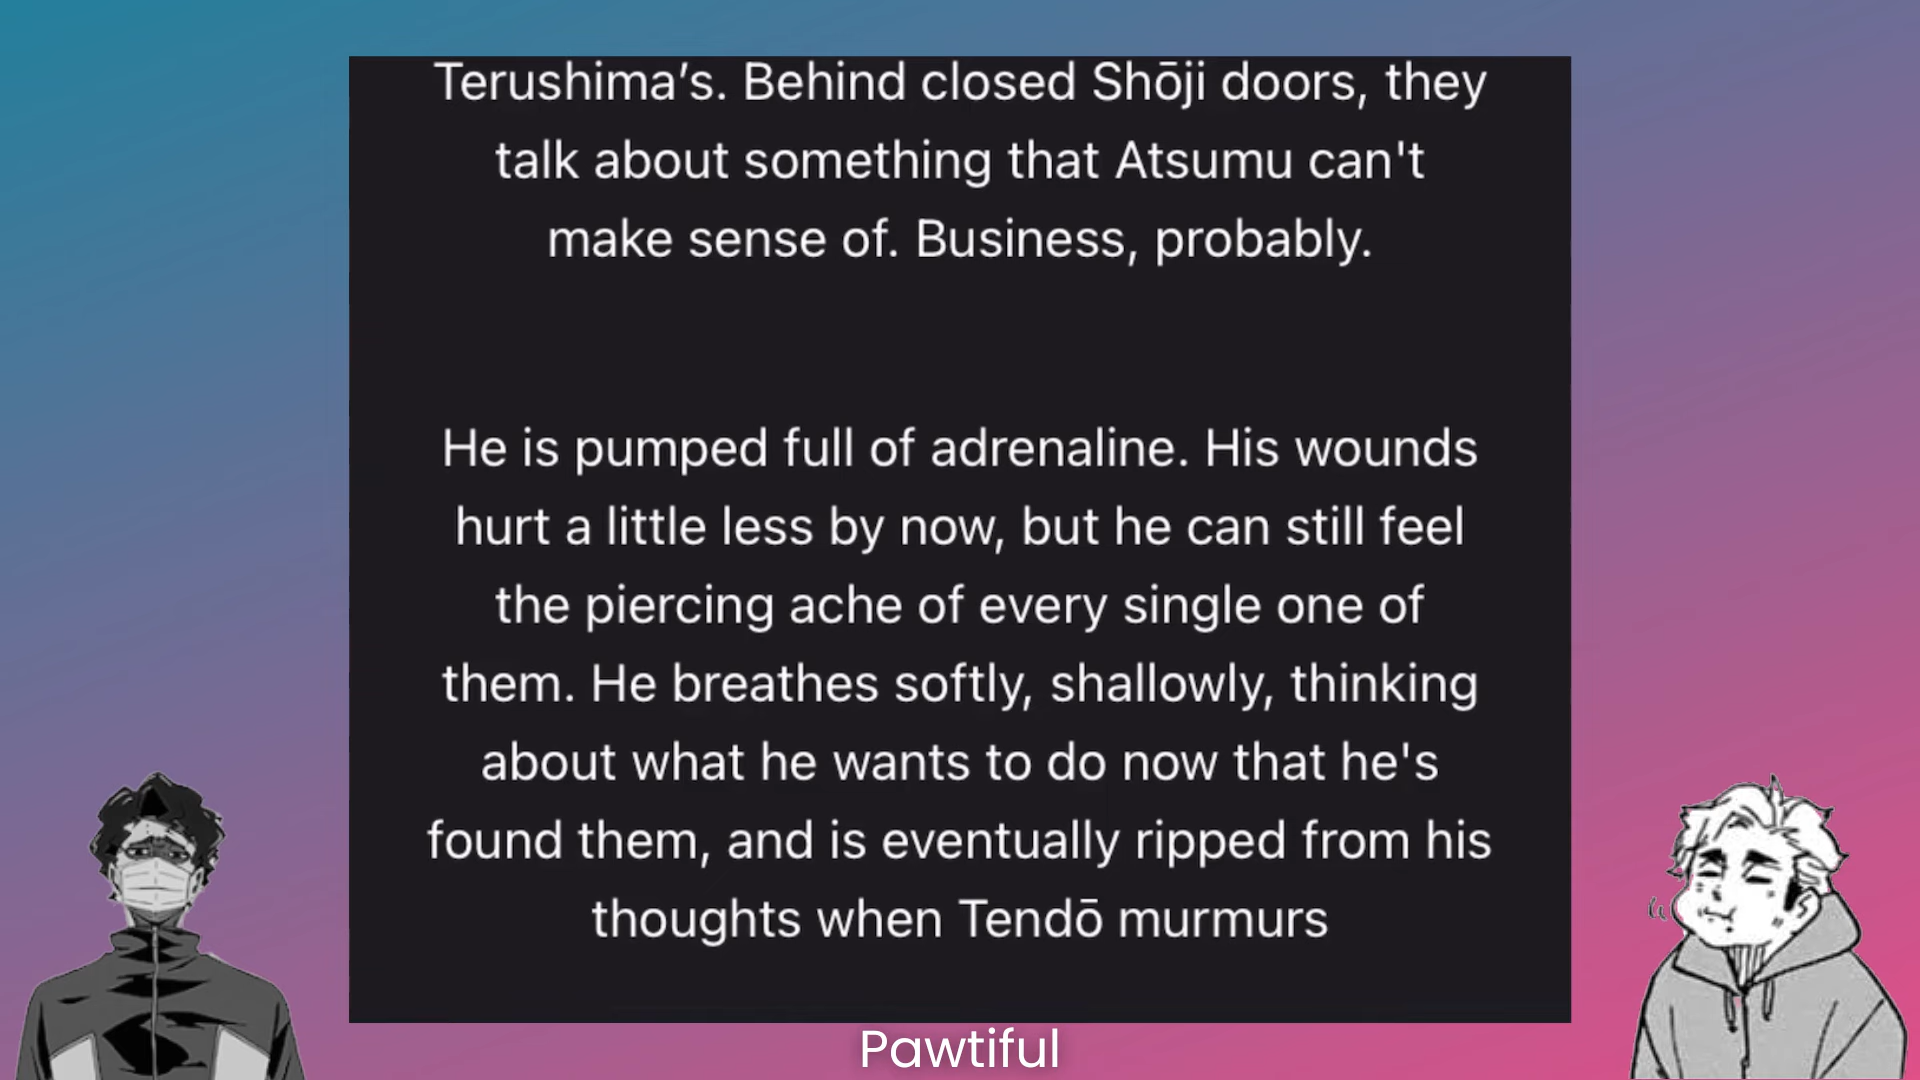 Terushima’s. Behind closed Shōji doors, they
talk about something that Atsumu can't
make sense of. Business, probably.
He is pumped full of adrenaline. His wounds
hurt a little less by now, but he can still feel
the piercing ache of every single one of
them. He breathes softly, shallowly, thinking
about what he wants to do now that he's
found them, and is eventually ripped from his
thoughts when Tendō murmurs
Pawtiful